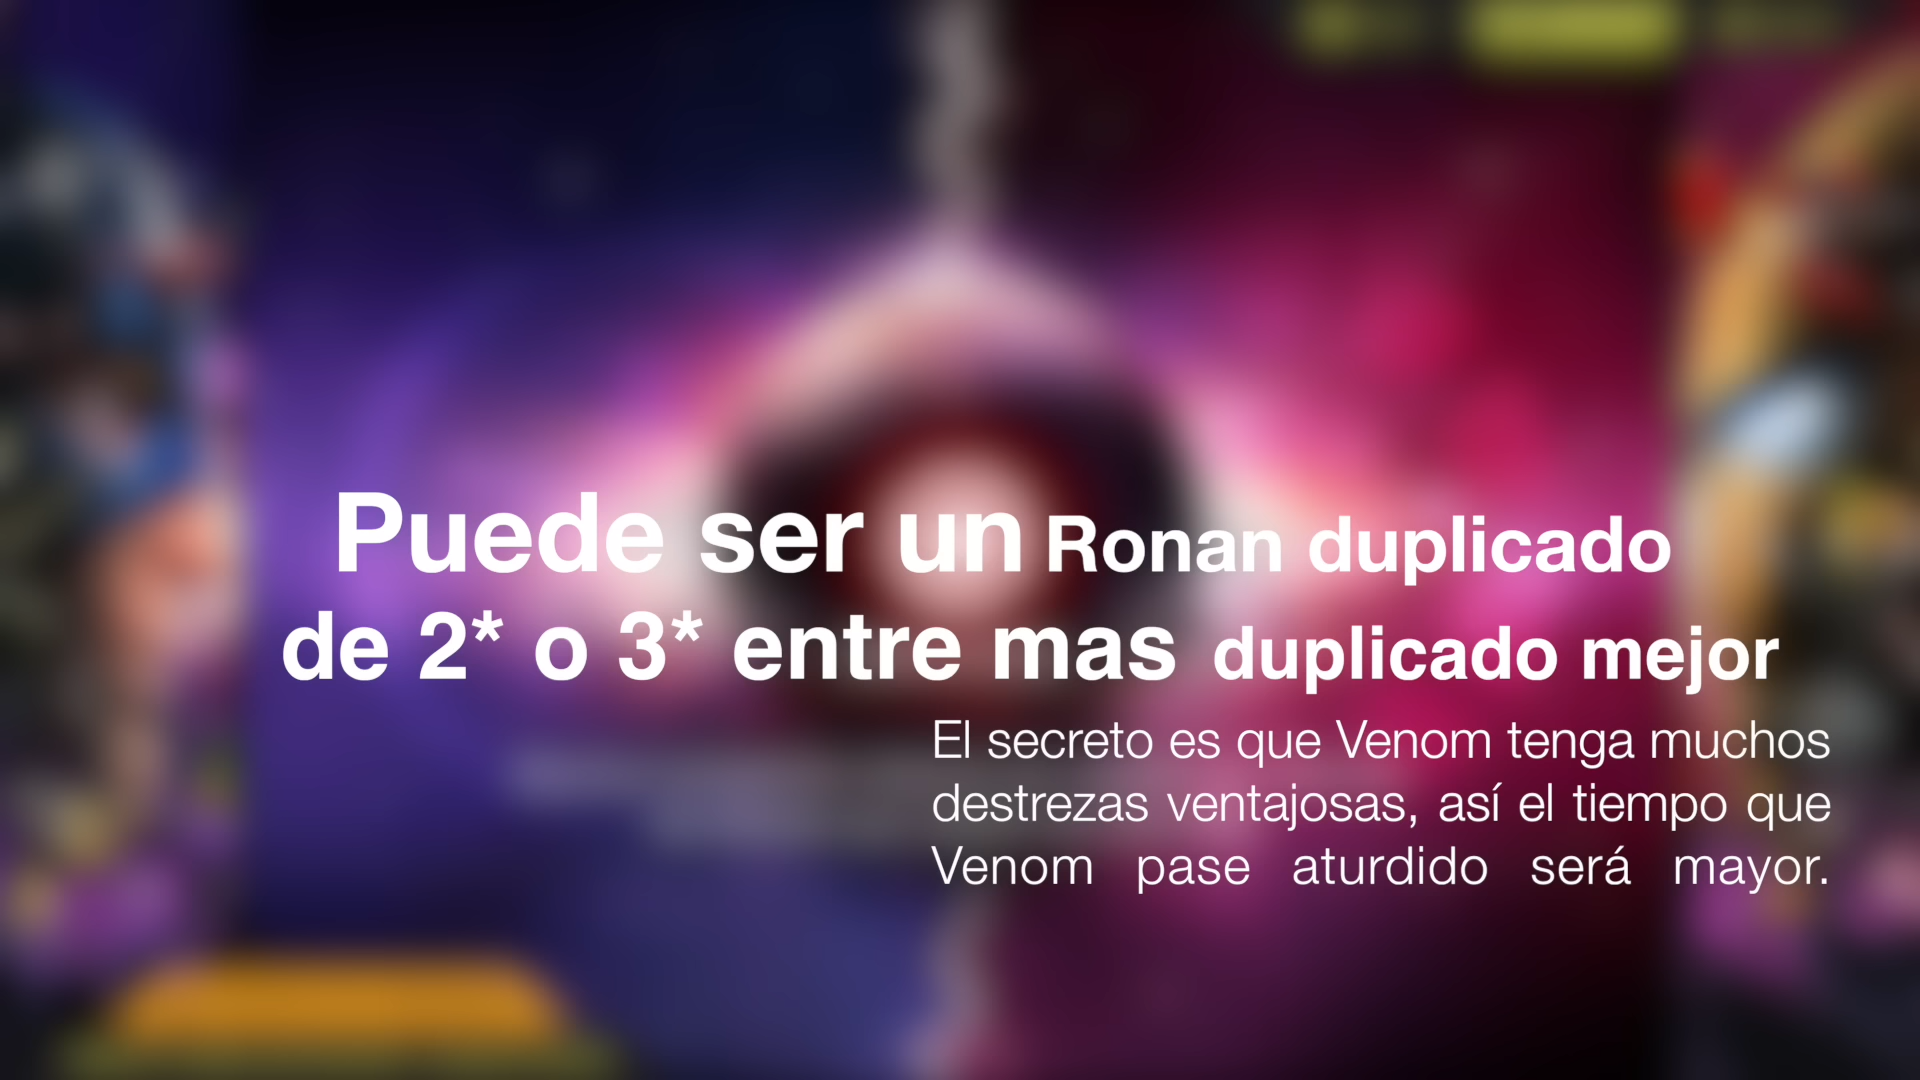 Puede ser un Ronan duplicado
de 2* o 3* entre mas duplicado mejor
El secreto es que Venom tenga muchos
destrezas ventajosas, así el tiempo que
Venom pase aturdido será mayor.